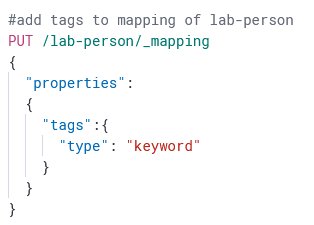 #add tags to mapping of lab-person
PUT /lab-person/_mapping
{
  "properties":
  {
    "tags":{
      "type": "keyword"
    }
  }
}